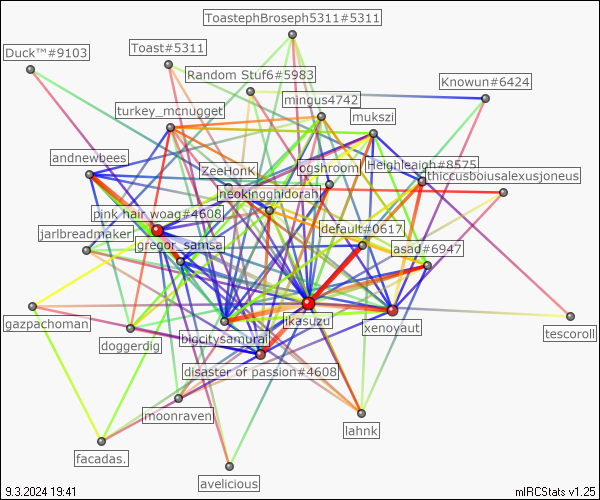 ToastephBroseph5311#5311
Toast#5311
Duck™#9103
Random Stuf6#5983
Knowun#6424
mingus4742
turkey_mcnugget
mukszi
andnewbees
ZeeHonK
ogshroom
Heighleaigh#8575
thiccusboiusalexusjoneus
neokingghidorah
pink hair woag#4608
default#0617
jarlbreadmaker
gregor_samsa
asad#6947
gazpachoman
ikasuzu
xenoyaut
tescoroll
doggerdig
bigcitysamurai
disaster of passion#4608
moonraven
lahnk
facadas.
avelicious
9.3.2024 19:41
mIRCStats v1.25